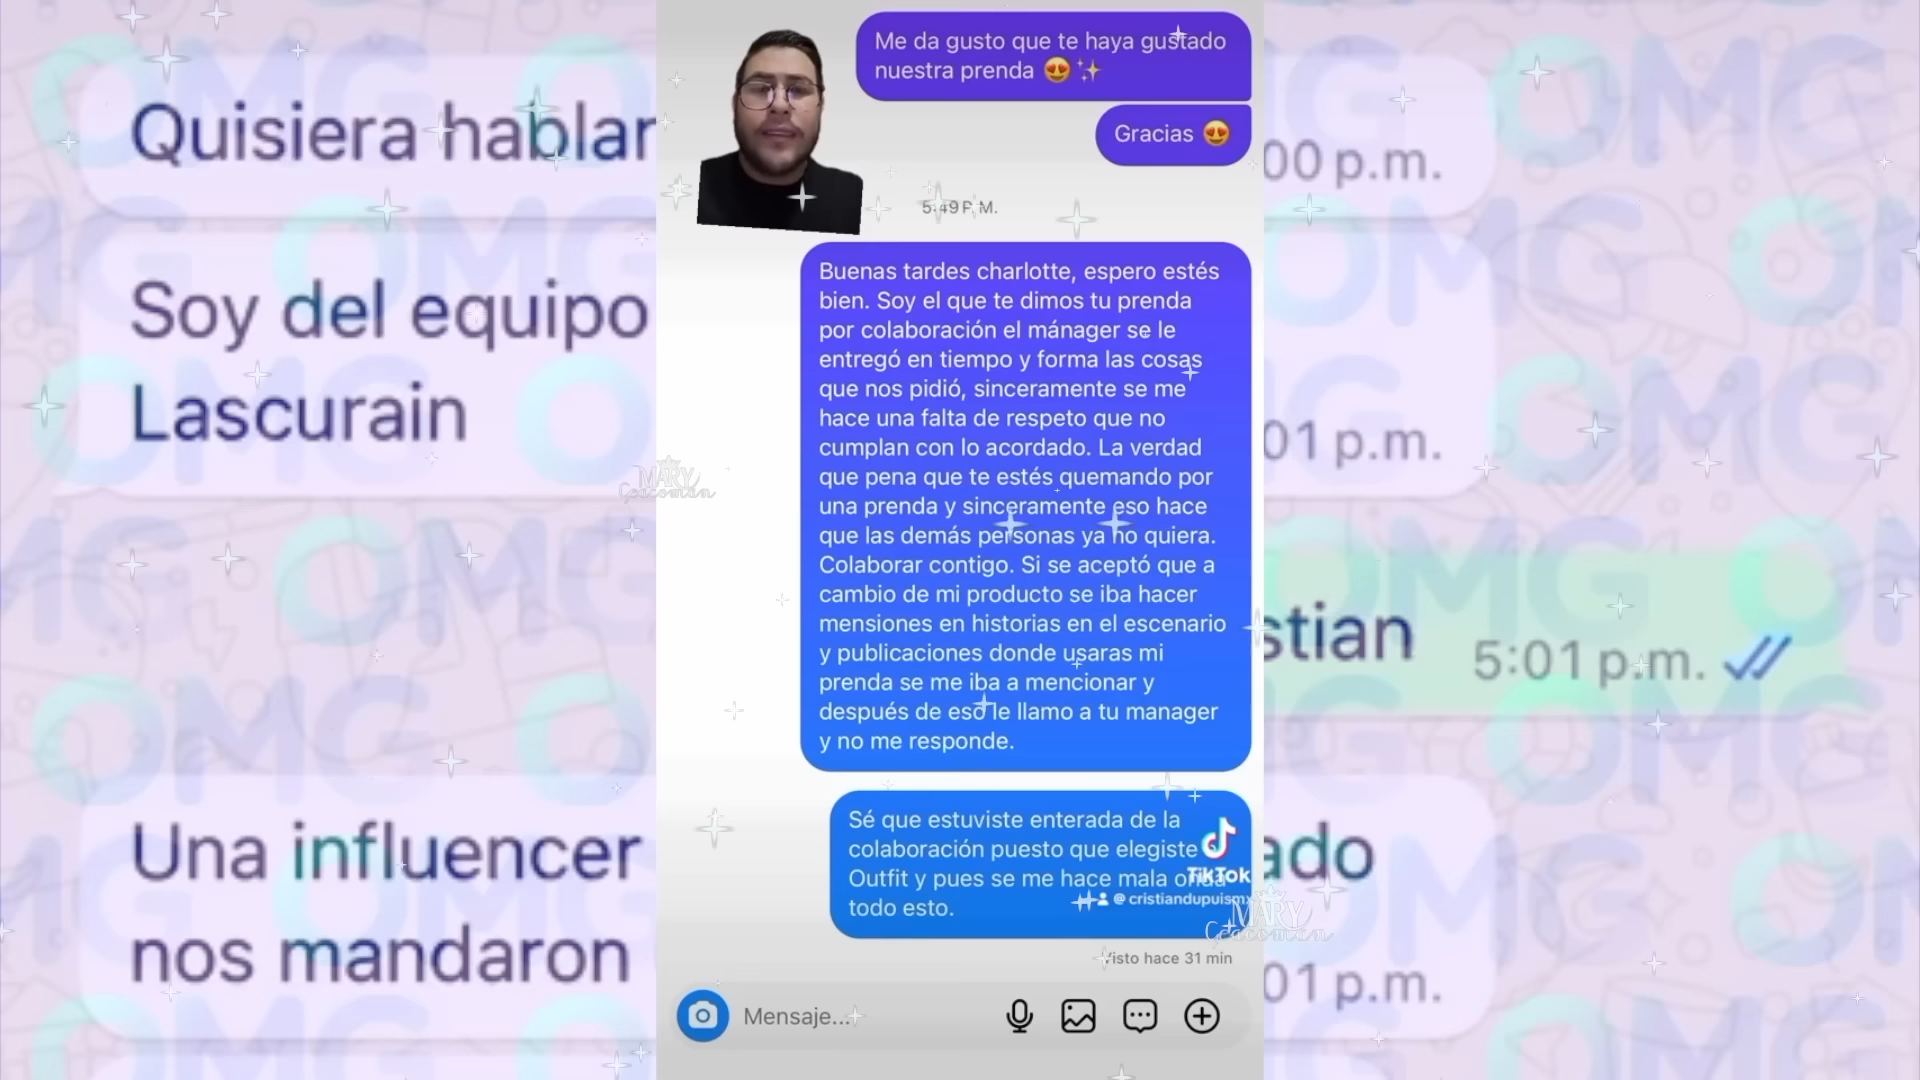 Quisiera hablar
Soy del equipo
Lascurain
Una influencer
nos mandaron
Me da gusto que te haya gustado
nuestra prenda 😍✨
Gracias 😍
5:49 P. M.
Buenas tardes charlotte, espero estés
bien. Soy el que te dimos tu prenda
por colaboración el mánager se le
entregó en tiempo y forma las cosas
que nos pidió, sinceramente se me
hace una falta de respeto que no
cumplan con lo acordado. La verdad
que pena que te estés quemando por
una prenda y sinceramente eso hace
que las demás personas ya no quiera.
Colaborar contigo. Si se aceptó que a
cambio de mi producto se iba hacer
mensiones en historias en el escenario
y publicaciones donde usaras mi
prenda se me iba a mencionar y
después de eso le llamo a tu manager
y no me responde.
Sé que estuviste enterada de la
colaboración puesto que elegiste
Outfit y pues se me hace mala onda
todo esto.
TikTok
@cristiandupuismx
Visto hace 31 min
Mensaje...
MARY
Geacoman
MARY
Geacoman
00 p.m.
01 p.m.
stian
5:01 p.m.
ado
01 p.m.
OMG